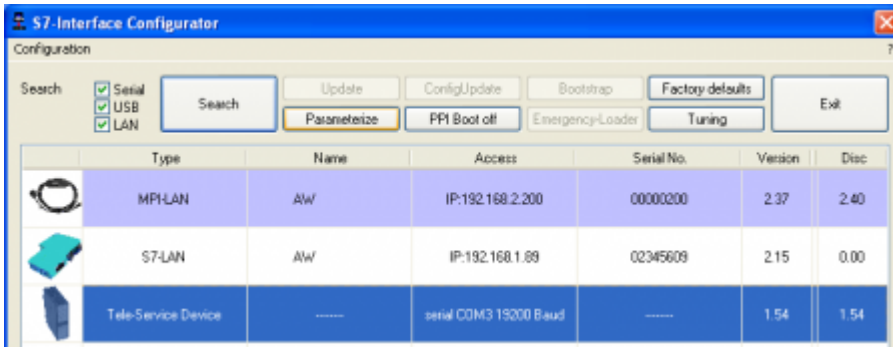 S7-Interface Configurator
Configuration ?
Search Serial USB LAN Search Update ConfigUpdate Bootstrap Factory defaults Exit
Parameterize PPI Boot off Emergency-Loader Tuning
Type Name Access Serial No. Version Disc
MPI-LAN AW IP:192.168.2.200 00000200 2.37 2.40
S7-LAN AW IP:192.168.1.89 02345609 2.15 0.00
Tele-Service Device ------- serial COM3 19200 Baud ------- 1.54 1.54